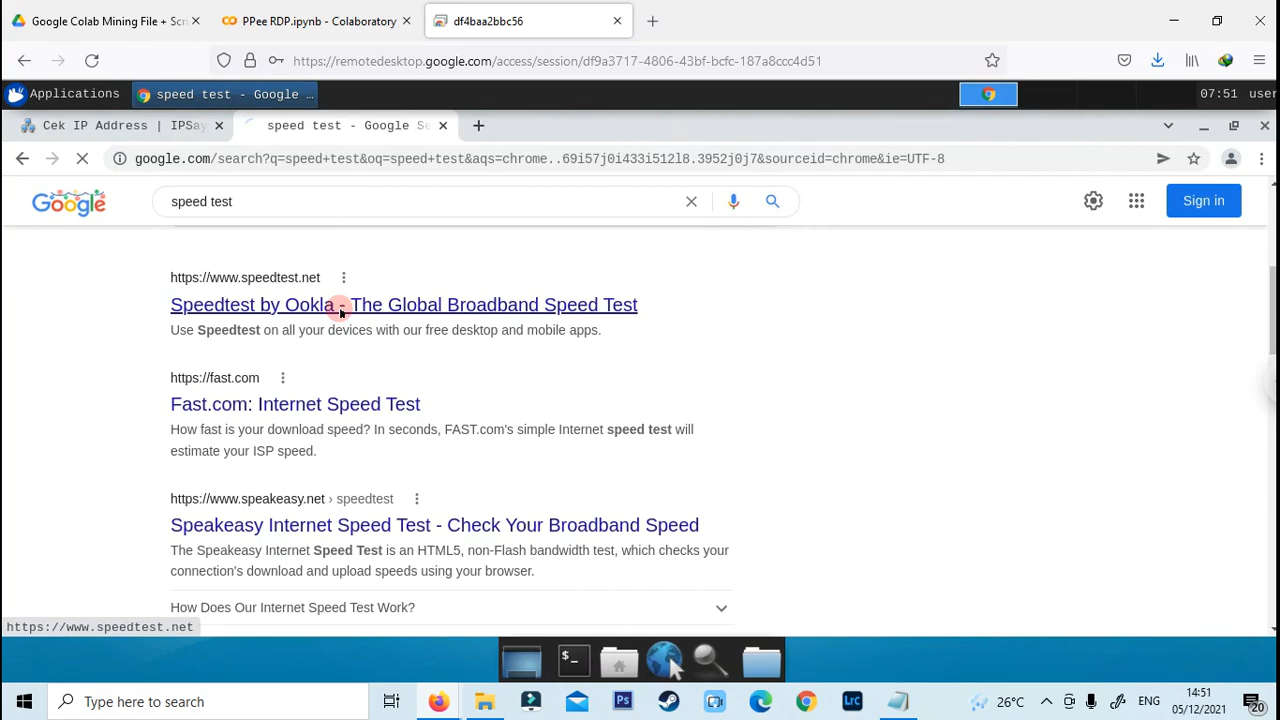 Google Colab Mining File + Scri
PPee RDP.ipynb - Colaboratory
df4baa2bbc56
https://remotedesktop.google.com/access/session/df9a3717-4806-43bf-bcfc-187a8ccc4d51
Applications
speed test - Google ...
07:51 user
Cek IP Address | IPSay
speed test - Google Se
google.com/search?q=speed+test&oq=speed+test&aqs=chrome..69i57j0i433i512l8.3952j0j7&sourceid=chrome&ie=UTF-8
Google
speed test
Sign in
https://www.speedtest.net
Speedtest by Ookla - The Global Broadband Speed Test
Use Speedtest on all your devices with our free desktop and mobile apps.
https://fast.com
Fast.com: Internet Speed Test
How fast is your download speed? In seconds, FAST.com's simple Internet speed test will
estimate your ISP speed.
https://www.speakeasy.net › speedtest
Speakeasy Internet Speed Test - Check Your Broadband Speed
The Speakeasy Internet Speed Test is an HTML5, non-Flash bandwidth test, which checks your
connection's download and upload speeds using your browser.
How Does Our Internet Speed Test Work?
https://www.speedtest.net
$_
Type here to search
Ps
LrC
26°C
ENG
14:51
05/12/2021
20